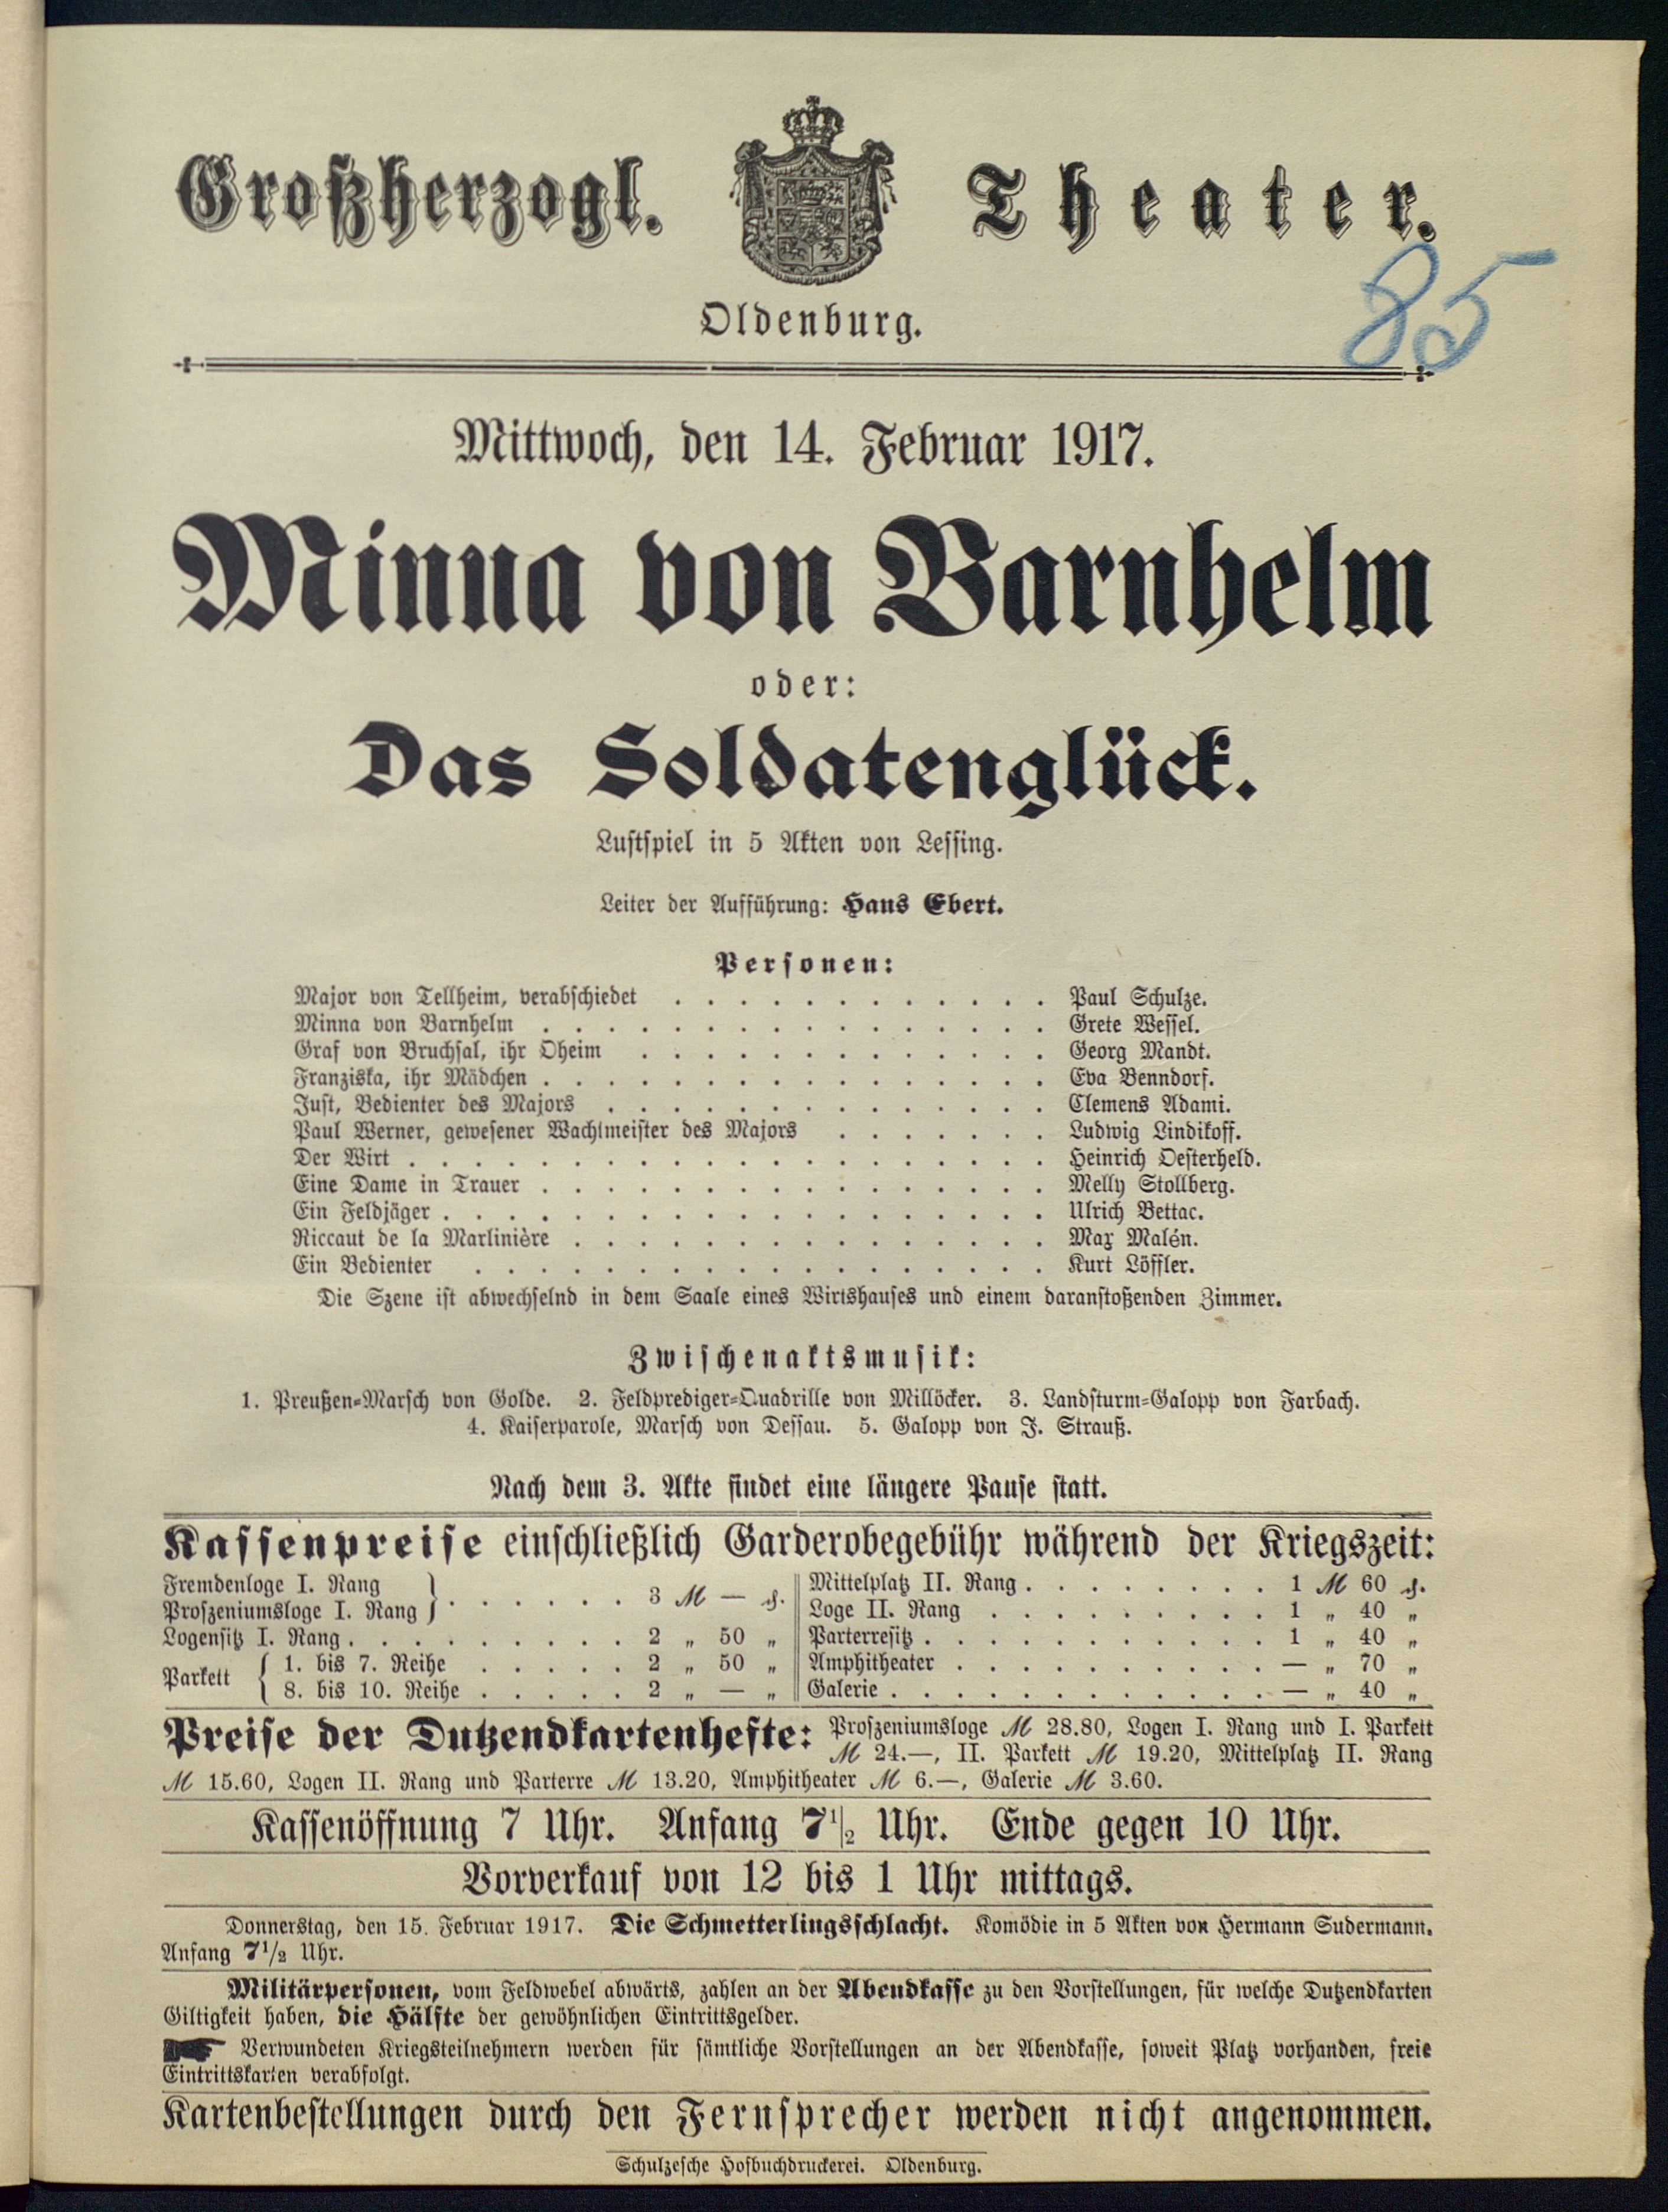 Großherzogl. Theater.
85
Oldenburg.
Mittwoch, den 14. Februar 1917.
Minna von Barnhelm
oder:
Das Soldatenglück.
Lustspiel in 5 Akten von Lessing.
Leiter der Aufführung: Hans Ebert.
Personen:
Major von Tellheim, verabschiedet . . . . . . . . . . . . Paul Schulze.
Minna von Barnhelm . . . . . . . . . . . . . . . . Grete Wessel.
Graf von Bruchsal, ihr Oheim . . . . . . . . . . . . . Georg Mandt.
Franziska, ihr Mädchen . . . . . . . . . . . . . . . . Eva Benndorf.
Just, Bedienter des Majors . . . . . . . . . . . . . . Clemens Adami.
Paul Werner, gewesener Wachtmeister des Majors . . . . . . . Ludwig Lindikoff.
Der Wirt . . . . . . . . . . . . . . . . . . . . Heinrich Oesterheld.
Eine Dame in Trauer . . . . . . . . . . . . . . . . Melly Stollberg.
Ein Feldjäger . . . . . . . . . . . . . . . . . . . Ulrich Bettac.
Riccaut de la Marlinière . . . . . . . . . . . . . . . Max Malén.
Ein Bedienter . . . . . . . . . . . . . . . . . . Kurt Löffler.
Die Szene ist abwechselnd in dem Saale eines Wirtshauses und einem daranstoßenden Zimmer.
Zwischenaktsmusik:
1. Preußen-Marsch von Golde. 2. Feldprediger-Quadrille von Millöcker. 3. Landsturm-Galopp von Farbach.
4. Kaiserparole, Marsch von Dessau. 5. Galopp von J. Strauß.
Nach dem 3. Akte findet eine längere Pause statt.
Kassenpreise einschließlich Garderobegebühr während der Kriegszeit:
Fremdenloge I. Rang
Proszeniumsloge I. Rang } . . . . . . 3 M — ₰.
Logensitz I. Rang . . . . . . . . . 2 „ 50 „
Parkett { 1. bis 7. Reihe . . . . . 2 „ 50 „
8. bis 10. Reihe . . . . . 2 „ — „
Mittelplatz II. Rang . . . . . . . . 1 M 60 ₰.
Loge II. Rang . . . . . . . . . 1 „ 40 „
Parterresitz . . . . . . . . . . . 1 „ 40 „
Amphitheater . . . . . . . . . . — „ 70 „
Galerie . . . . . . . . . . . . — „ 40 „
Preise der Dutzendkartenhefte: Proszeniumsloge M 28.80, Logen I. Rang und I. Parkett
M 24.—, II. Parkett M 19.20, Mittelplatz II. Rang
M 15.60, Logen II. Rang und Parterre M 13.20, Amphitheater M 6.—, Galerie M 3.60.
Kassenöffnung 7 Uhr. Anfang 7½ Uhr. Ende gegen 10 Uhr.
Vorverkauf von 12 bis 1 Uhr mittags.
Donnerstag, den 15. Februar 1917. Die Schmetterlingsschlacht. Komödie in 5 Akten von Hermann Sudermann.
Anfang 7½ Uhr.
Militärpersonen, vom Feldwebel abwärts, zahlen an der Abendkasse zu den Vorstellungen, für welche Dutzendkarten
Giltigkeit haben, die Hälfte der gewöhnlichen Eintrittsgelder.
Verwundeten Kriegsteilnehmern werden für sämtliche Vorstellungen an der Abendkasse, soweit Platz vorhanden, freie
Eintrittskarten verabfolgt.
Kartenbestellungen durch den Fernsprecher werden nicht angenommen.
Schulzesche Hofbuchdruckerei. Oldenburg.